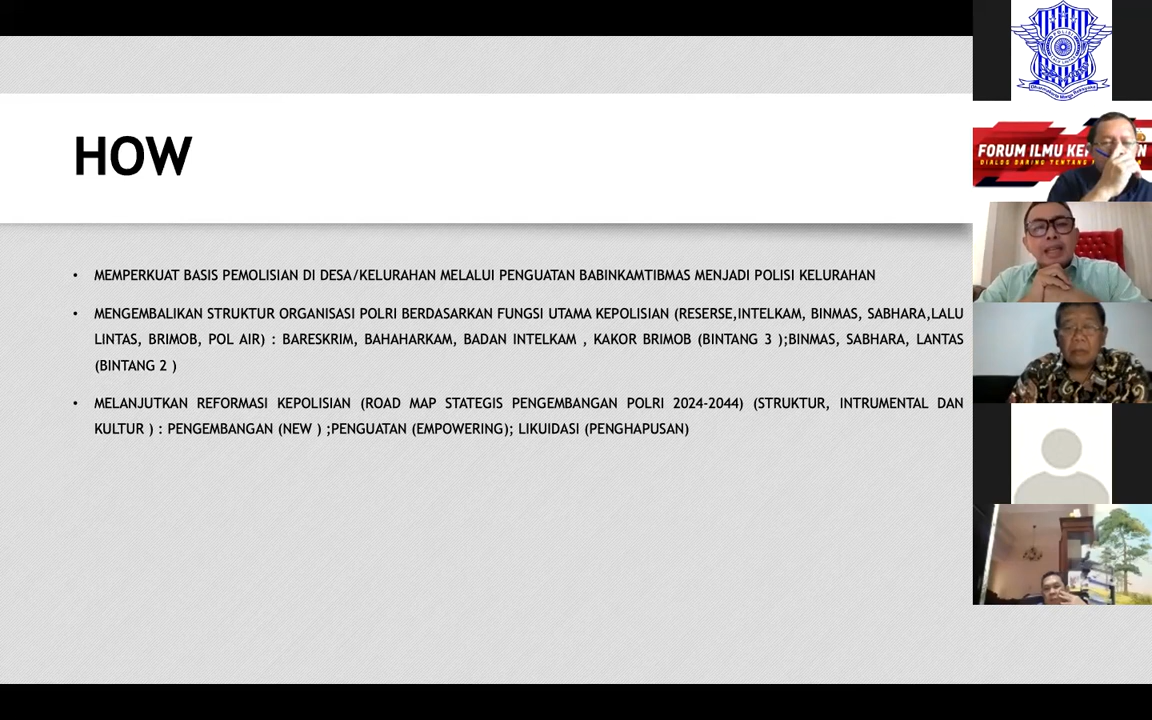 HOW
• MEMPERKUAT BASIS PEMOLISIAN DI DESA/KELURAHAN MELALUI PENGUATAN BABINKAMTIBMAS MENJADI POLISI KELURAHAN
• MENGEMBALIKAN STRUKTUR ORGANISASI POLRI BERDASARKAN FUNGSI UTAMA KEPOLISIAN (RESERSE,INTELKAM, BINMAS, SABHARA,LALU
LINTAS, BRIMOB, POL AIR) : BARESKRIM, BAHAHARKAM, BADAN INTELKAM , KAKOR BRIMOB (BINTANG 3 );BINMAS, SABHARA, LANTAS
(BINTANG 2 )
• MELANJUTKAN REFORMASI KEPOLISIAN (ROAD MAP STATEGIS PENGEMBANGAN POLRI 2024-2044) (STRUKTUR, INTRUMENTAL DAN
KULTUR ) : PENGEMBANGAN (NEW ) ;PENGUATAN (EMPOWERING); LIKUIDASI (PENGHAPUSAN)
FORUM ILMU
DIALOG DARING TENTANG